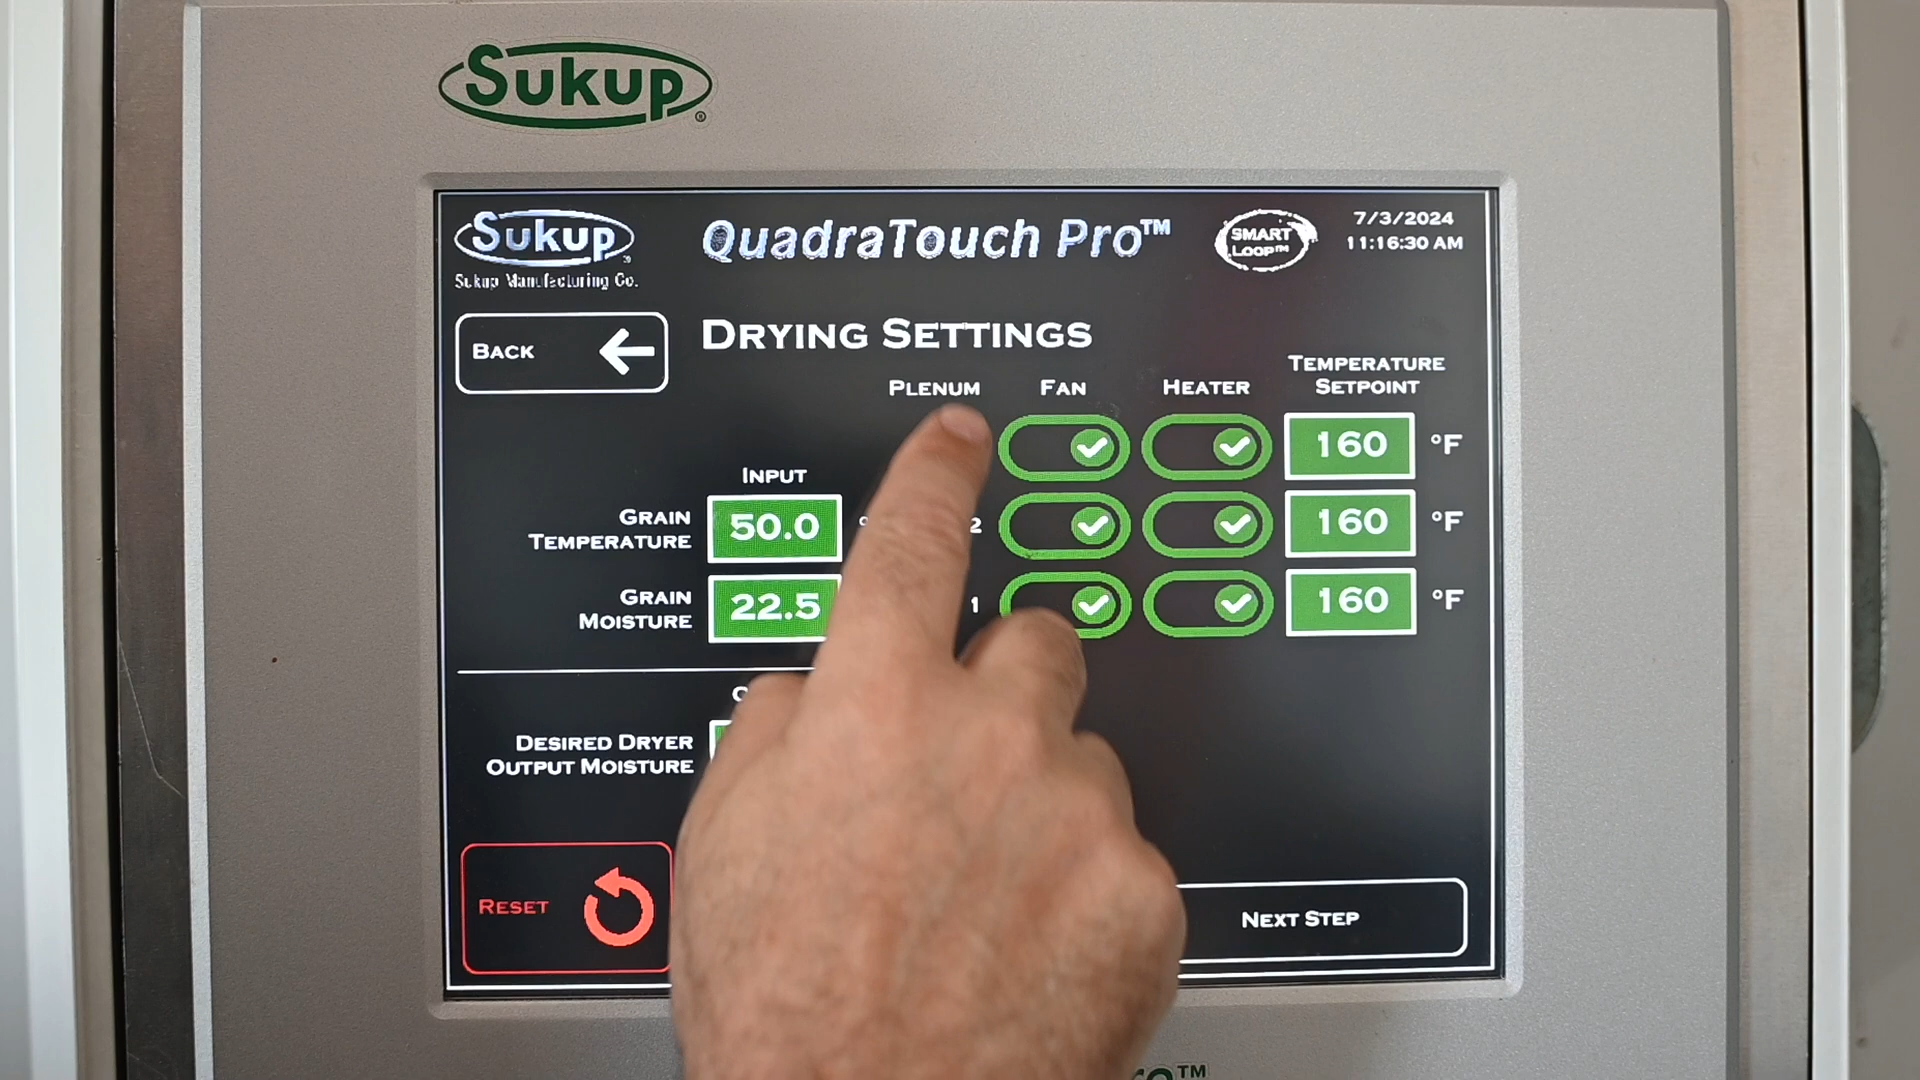 Sukup®
Sukup®
Sukup Manufacturing Co.
QuadraTouch Pro™
SMART
LOOP™
7/3/2024
11:16:30 AM
BACK
DRYING SETTINGS
PLENUM
FAN
HEATER
TEMPERATURE
SETPOINT
160 °F
INPUT
GRAIN
TEMPERATURE
50.0
2
160 °F
GRAIN
MOISTURE
22.5
1
160 °F
DESIRED DRYER
OUTPUT MOISTURE
RESET
NEXT STEP